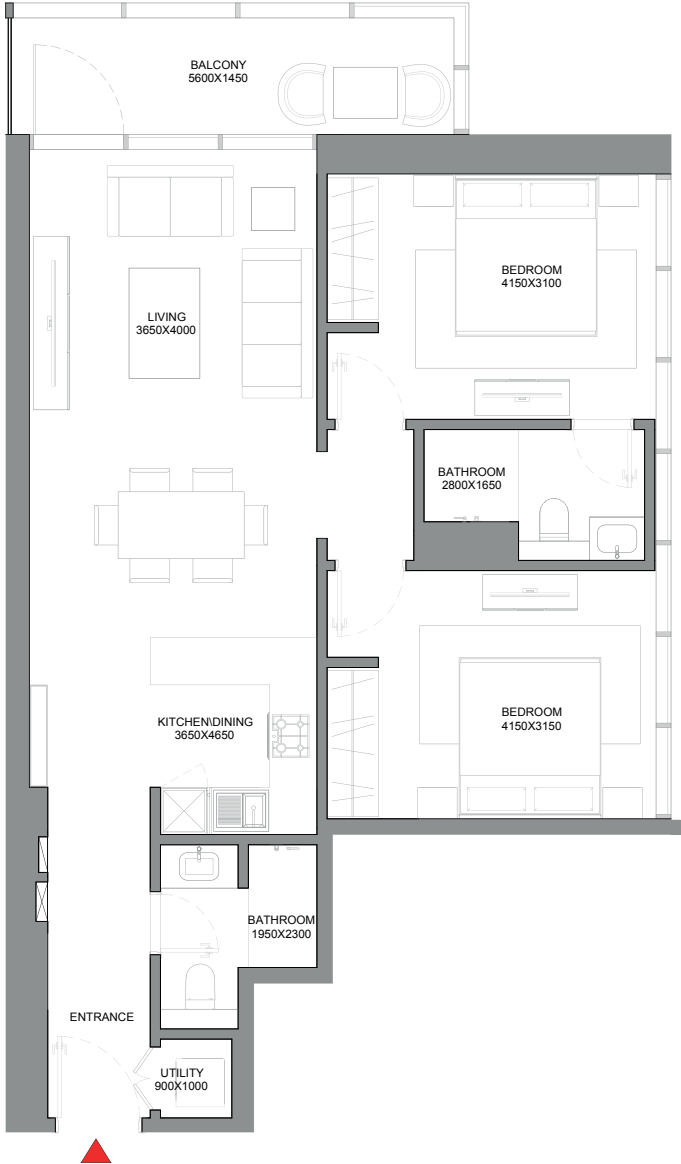 BALCONY
5600X1450
BEDROOM
4150X3100
LIVING
3650X4000
BATHROOM
2800X1650
BEDROOM
4150X3150
KITCHEN\DINING
3650X4650
BATHROOM
1950X2300
ENTRANCE
UTILITY
900X1000